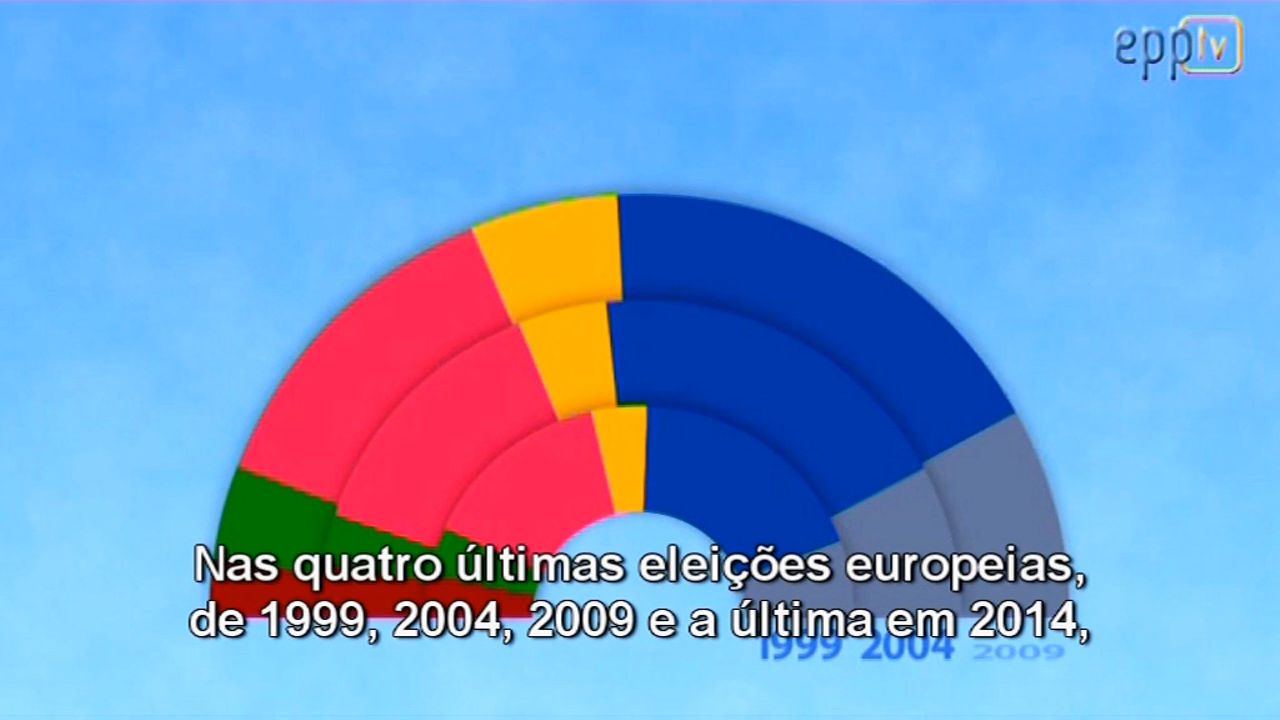 epptv
Nas quatro últimas eleições europeias,
de 1999, 2004, 2009 e a última em 2014,
1999 2004 2009